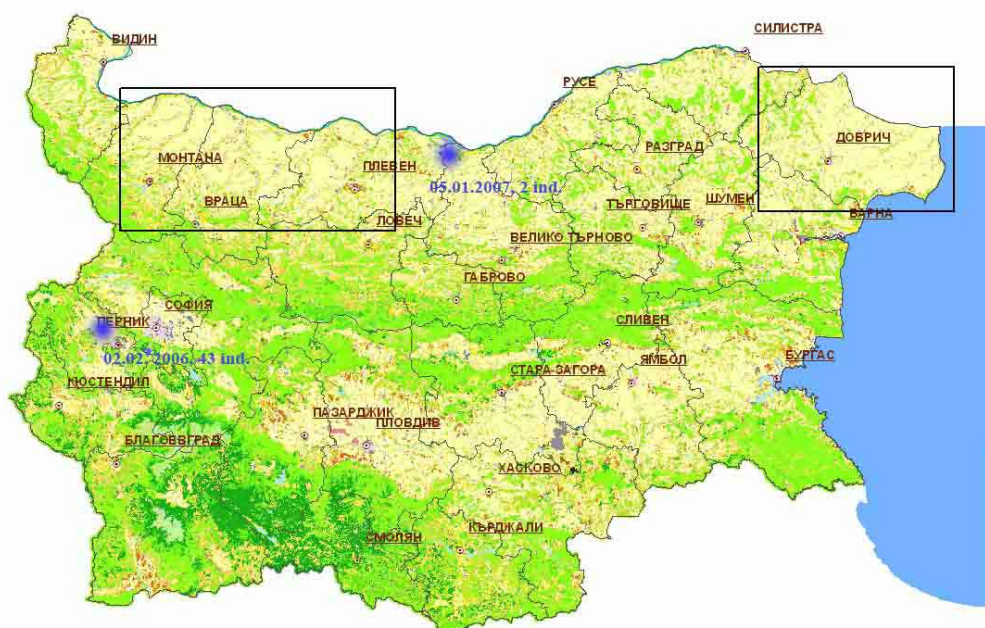 СИЛИСТРА
ВИДИН
РУСЕ
ДОБРИЧ
РАЗГРАД
МОНТАНА
ПЛЕВЕН
05.01.2007, 2 ind.
ВРАЦА
ТЪРГОВИЩЕ
ШУМЕН
ВАРНА
ЛОВЕЧ
ВЕЛИКО ТЪРНОВО
ГАБРОВО
СОФИЯ
ПЕРНИК
СЛИВЕН
02.02. 2006, 43 ind.
ЯМБОЛ
БУРГАС
СТАРА-ЗАГОРА
КЮСТЕНДИЛ
ПАЗАРДЖИК
ПЛОВДИВ
БЛАГОЕВГРАД
ХАСКОВО
КЪРДЖАЛИ
СМОЛЯН